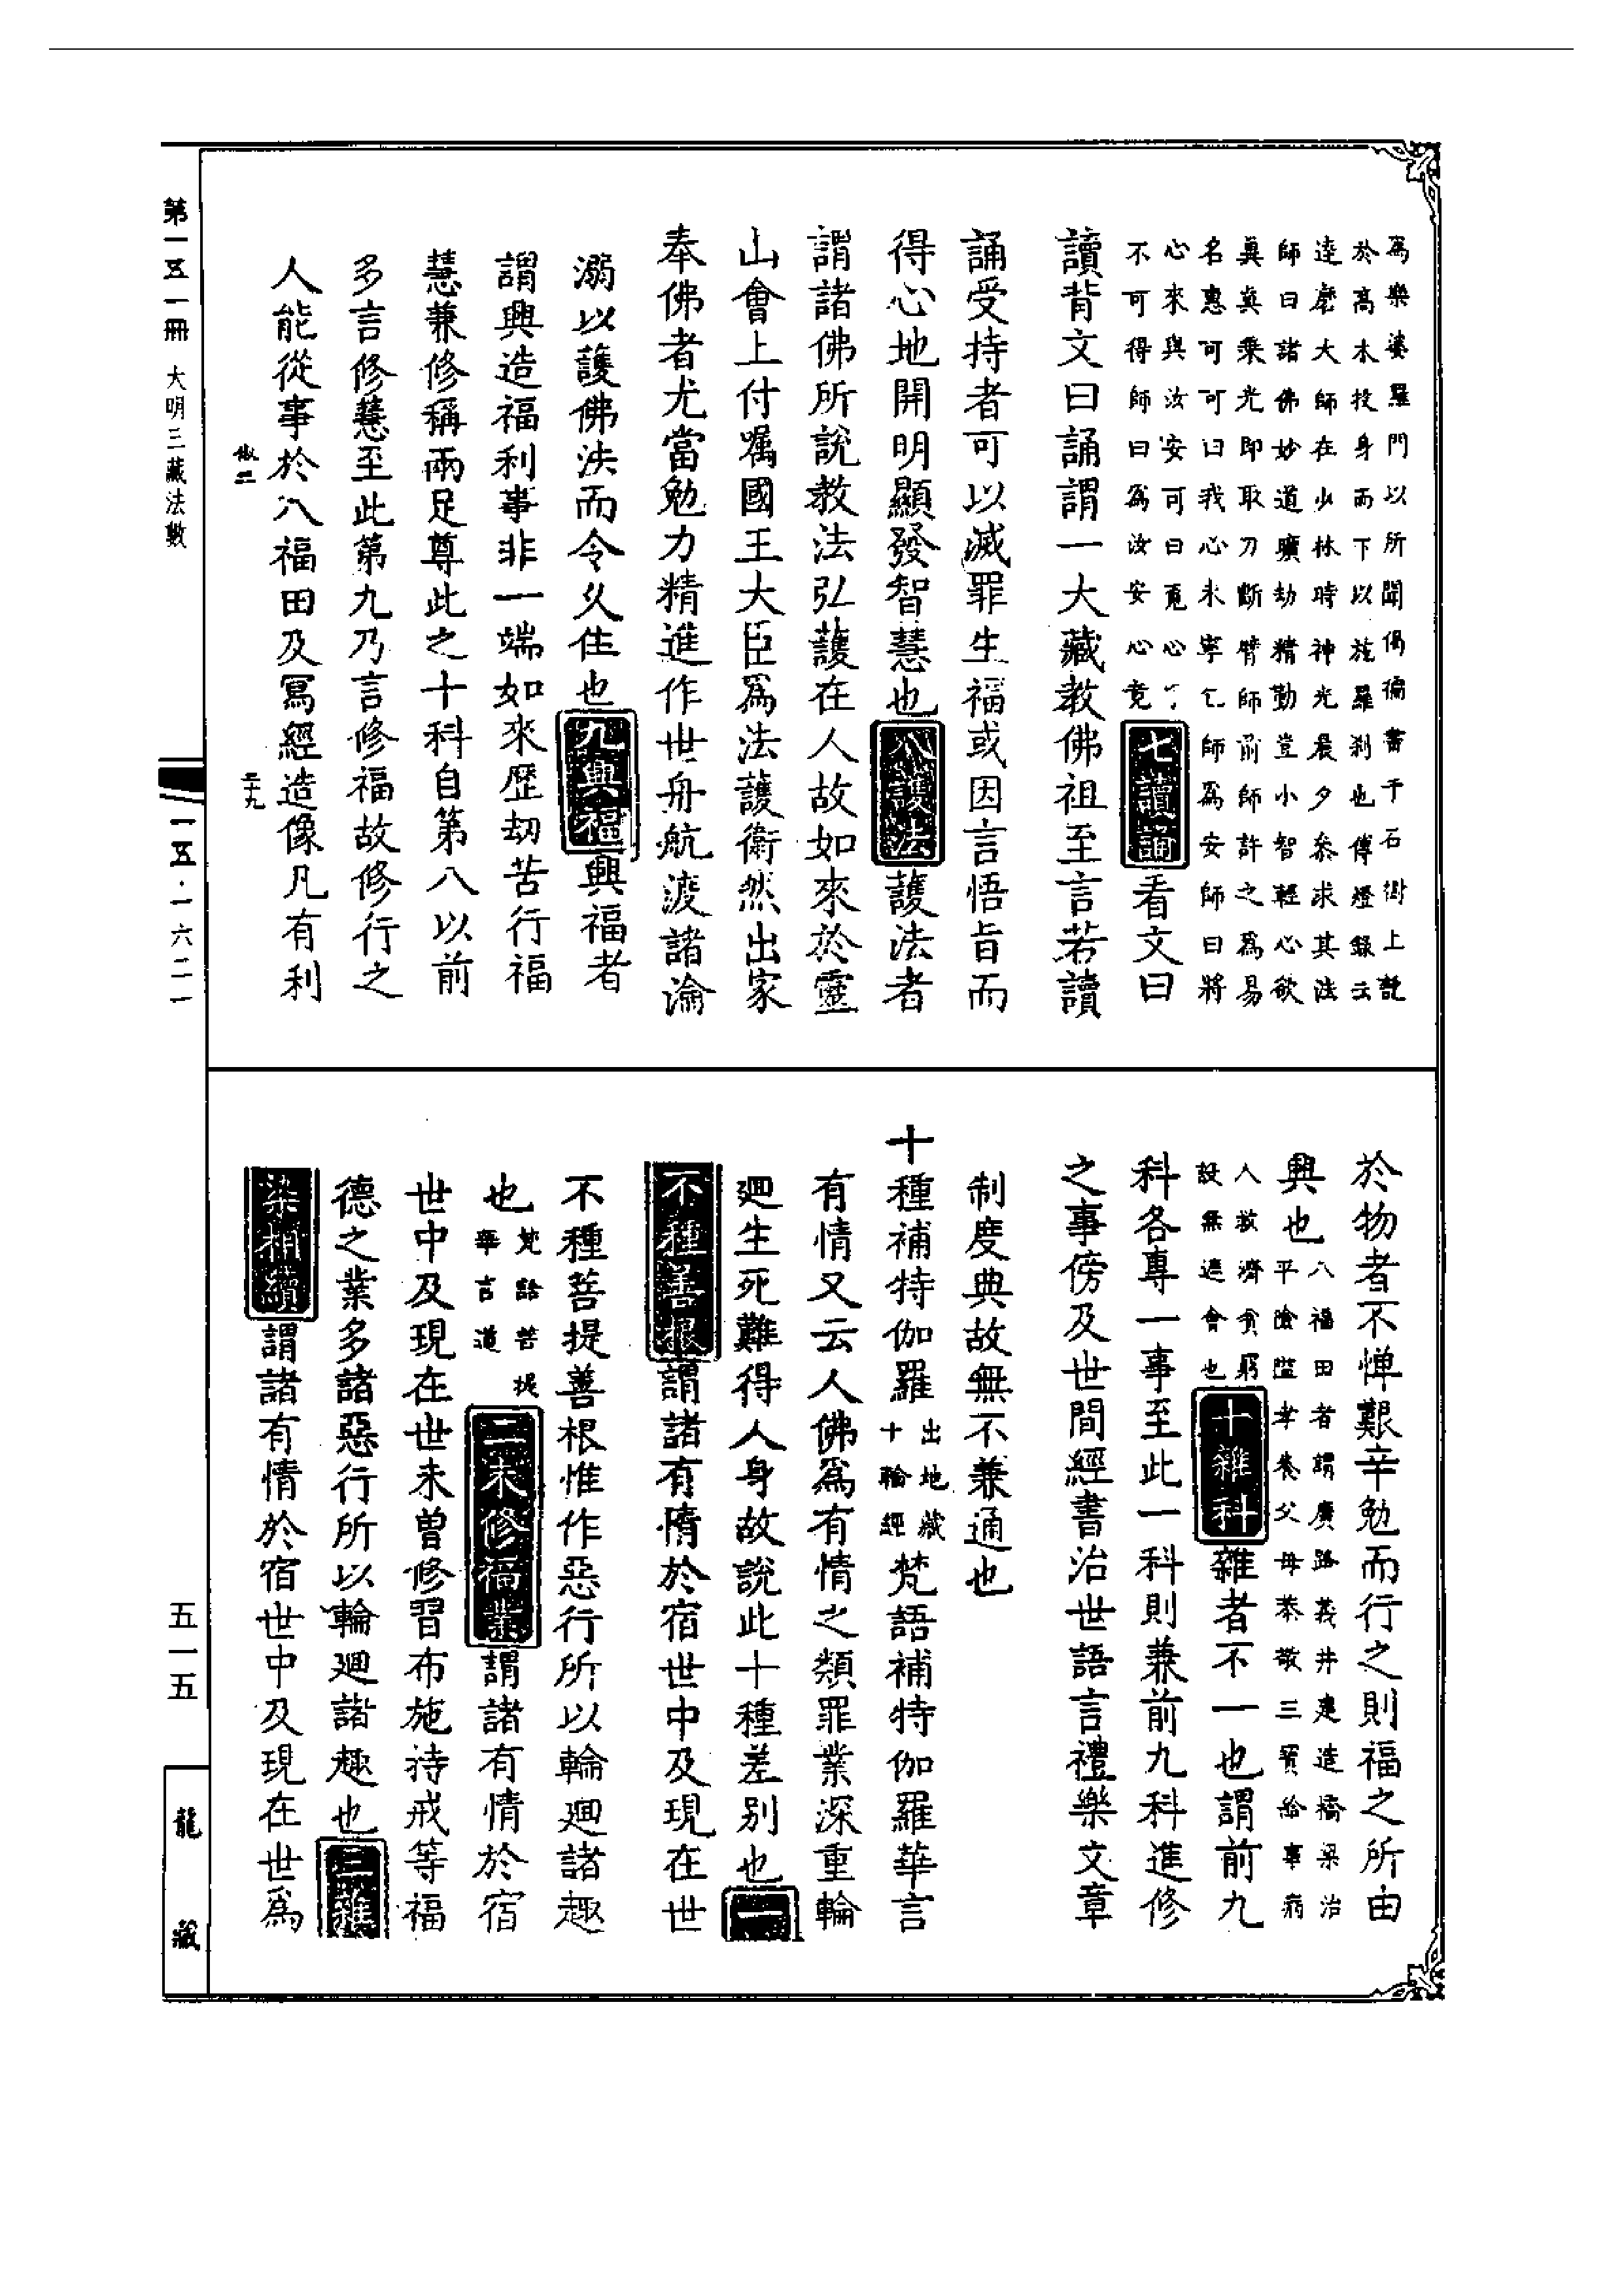 為樂婆羅門以所聞偈徧書于石街上訖
於高木投身而下以旋羅刹也傳燈錄云
逹磨大師在少林時神光晨夕叅求其法
師曰諸佛妙道曠劫精勤豈小智輕心欲
冀眞乗光即取刀斷臂師前師許之為易
名惠可可曰我心未寧乞師為安師曰將
心來與汝安可曰覓心了
不可得師曰為汝安心竟七讀誦看文曰
讀背文曰誦謂一大藏教佛祖至言若讀
誦受持者可以滅罪生福或因言悟旨而
得心地開明顯發智慧也八護法護法者
謂諸佛所説教法弘護在人故如來於靈
山會上付囑國王大臣爲法護衛然出家
奉佛者尤當勉力精進作世舟航渡諸淪
溺以護佛法而令久住也九興福興福者
謂興造福利事非一端如來歷劫苦行福
慧兼修稱兩足尊此之十科自第八以前
多言修慧至此第九乃言修福故修行之
人能從事於八福田及冩經造像凡有利
二十九
第一五一冊 大明三藏法數
一五·一六二一
於物者不惮艱辛勉而行之則福之所由
興也八福田者謂廣路義井建造橋梁治
平險隘孝養父母恭敬三寳給事病
人救濟貧窮
設無遮會也十雜科雜者不一也謂前九
科各專一事至此一科則兼前九科進修
之事傍及世間經書治世語言禮樂文章
制度典故無不兼通也
十種補特伽羅出地藏十輪經梵語補特伽羅華言
有情又云人佛爲有情之類罪業深重輪
廻生死難得人身故説此十種差别也一
不種善根謂諸有情於宿世中及現在世
不種菩提善根惟作惡行所以輪廻諸趣
也梵語菩提華言道二未修福業謂諸有情於宿
世中及現在世未曽修習布施持戒等福
德之業多諸惡行所以輪廻諸趣也三雜
染相續謂諸有情於宿世中及現在世爲
五一五
龍藏